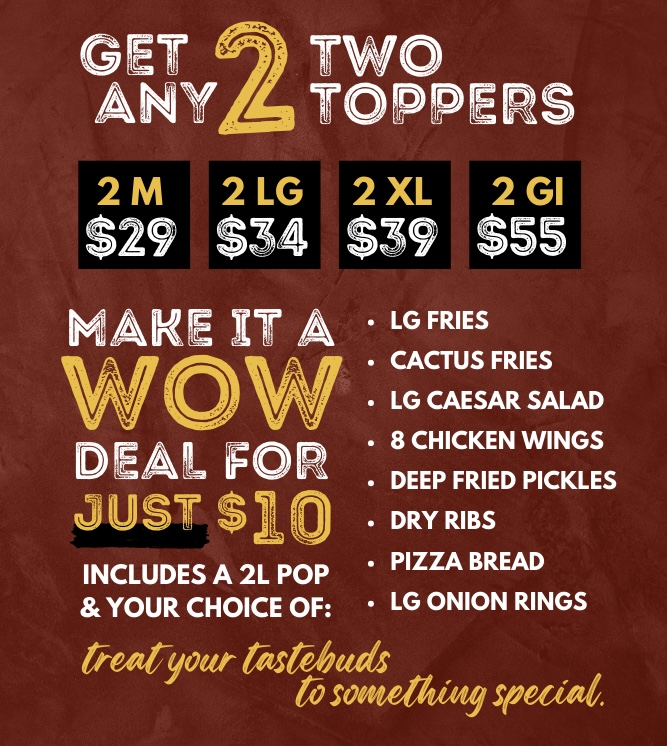 GET ANY 2 TWO TOPPERS
2 M
$29
2 LG
$34
2 XL
$39
2 GI
$55
MAKE IT A
WOW
DEAL FOR
JUST $10
INCLUDES A 2L POP
& YOUR CHOICE OF:
• LG FRIES
• CACTUS FRIES
• LG CAESAR SALAD
• 8 CHICKEN WINGS
• DEEP FRIED PICKLES
• DRY RIBS
• PIZZA BREAD
• LG ONION RINGS
treat your tastebuds
to something special.